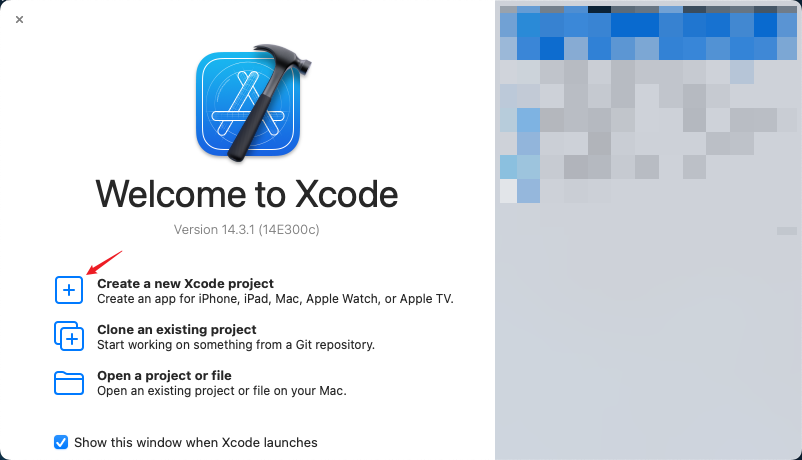 Welcome to Xcode
Version 14.3.1 (14E300c)
Create a new Xcode project
Create an app for iPhone, iPad, Mac, Apple Watch, or Apple TV.
Clone an existing project
Start working on something from a Git repository.
Open a project or file
Open an existing project or file on your Mac.
Show this window when Xcode launches